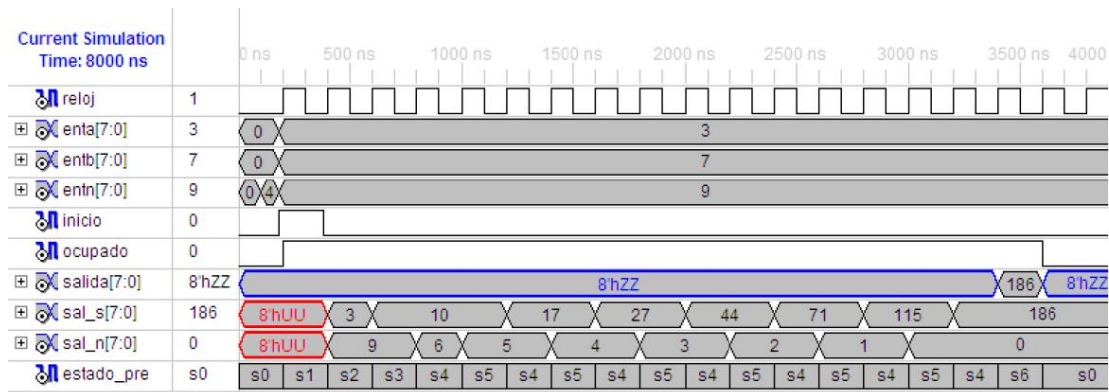 Current Simulation
Time: 8000 ns
0 ns 500 ns 1000 ns 1500 ns 2000 ns 2500 ns 3000 ns 3500 ns 4000
reloj 1
enta[7:0] 3 0 3
entb[7:0] 7 0 7
entn[7:0] 9 0 4 9
inicio 0
ocupado 0
salida[7:0] 8'hZZ 8'hZZ 186 8'hZZ
sal_s[7:0] 186 8'hUU 3 10 17 27 44 71 115 186
sal_n[7:0] 0 8'hUU 9 6 5 4 3 2 1 0
estado_pre s0 s0 s1 s2 s3 s4 s5 s4 s5 s4 s5 s4 s5 s4 s5 s4 s5 s4 s6 s0